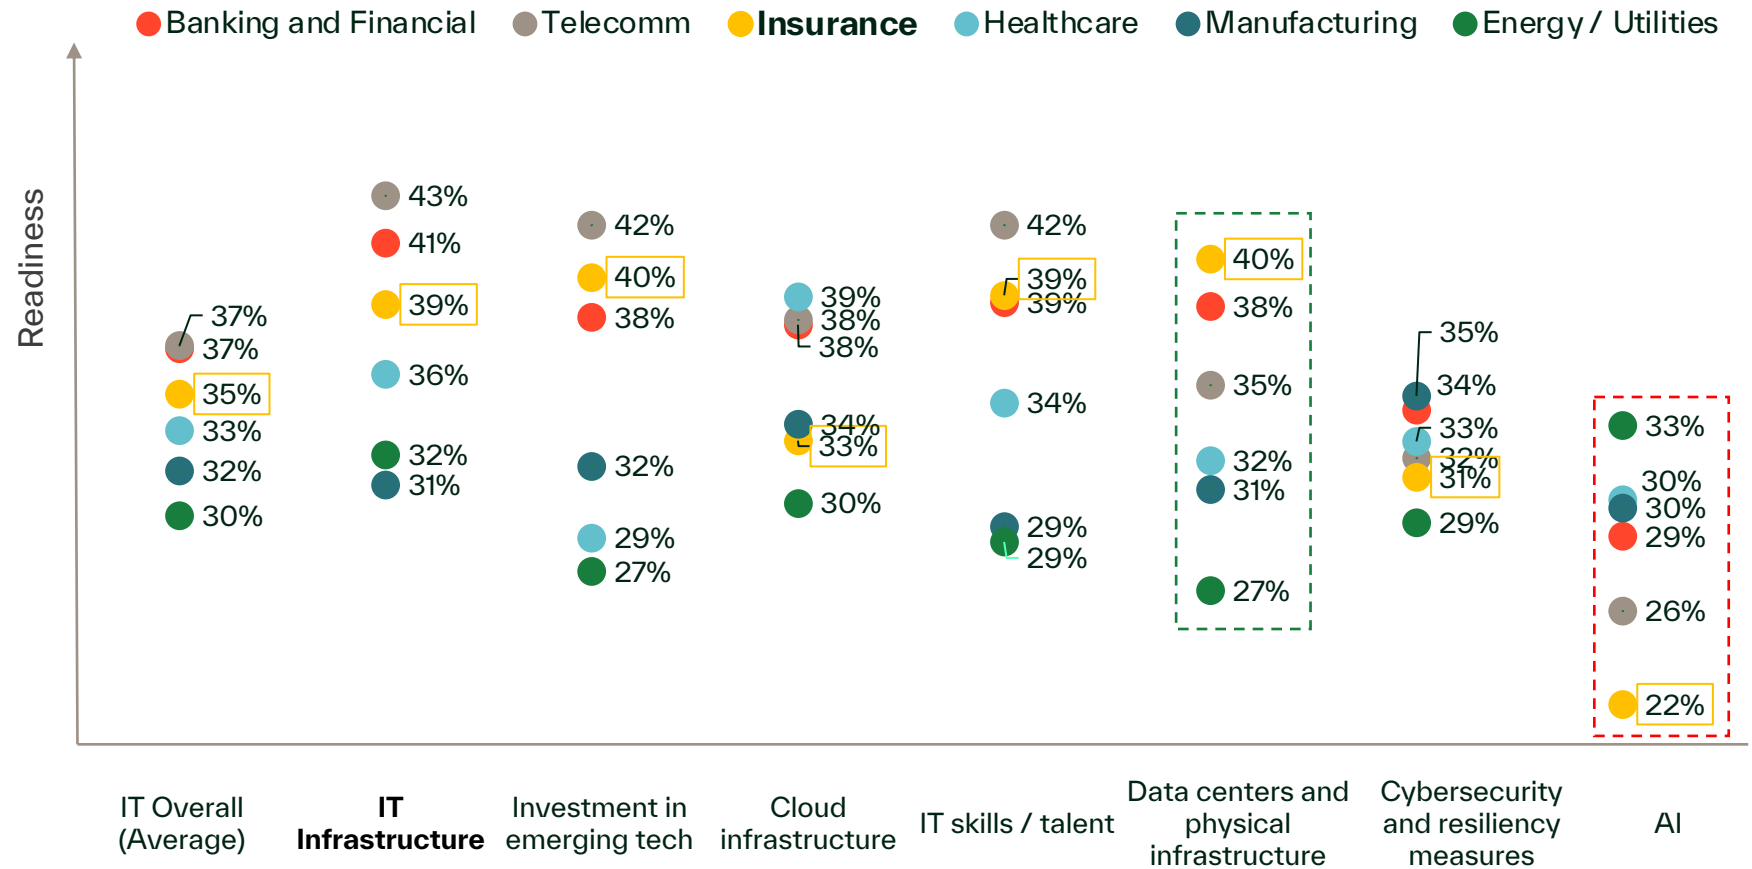 Banking and Financial
Telecomm
Insurance
Healthcare
Manufacturing
Energy / Utilities
Readiness
37%
37%
35%
33%
32%
30%
43%
41%
39%
36%
32%
31%
42%
40%
38%
32%
29%
27%
39%
38%
38%
34%
33%
30%
42%
39%
39%
34%
29%
29%
40%
38%
35%
32%
31%
27%
35%
34%
33%
32%
31%
29%
33%
30%
30%
29%
26%
22%
IT Overall
(Average)
IT
Infrastructure
Investment in
emerging tech
Cloud
infrastructure
IT skills / talent
Data centers and
physical
infrastructure
Cybersecurity
and resiliency
measures
AI